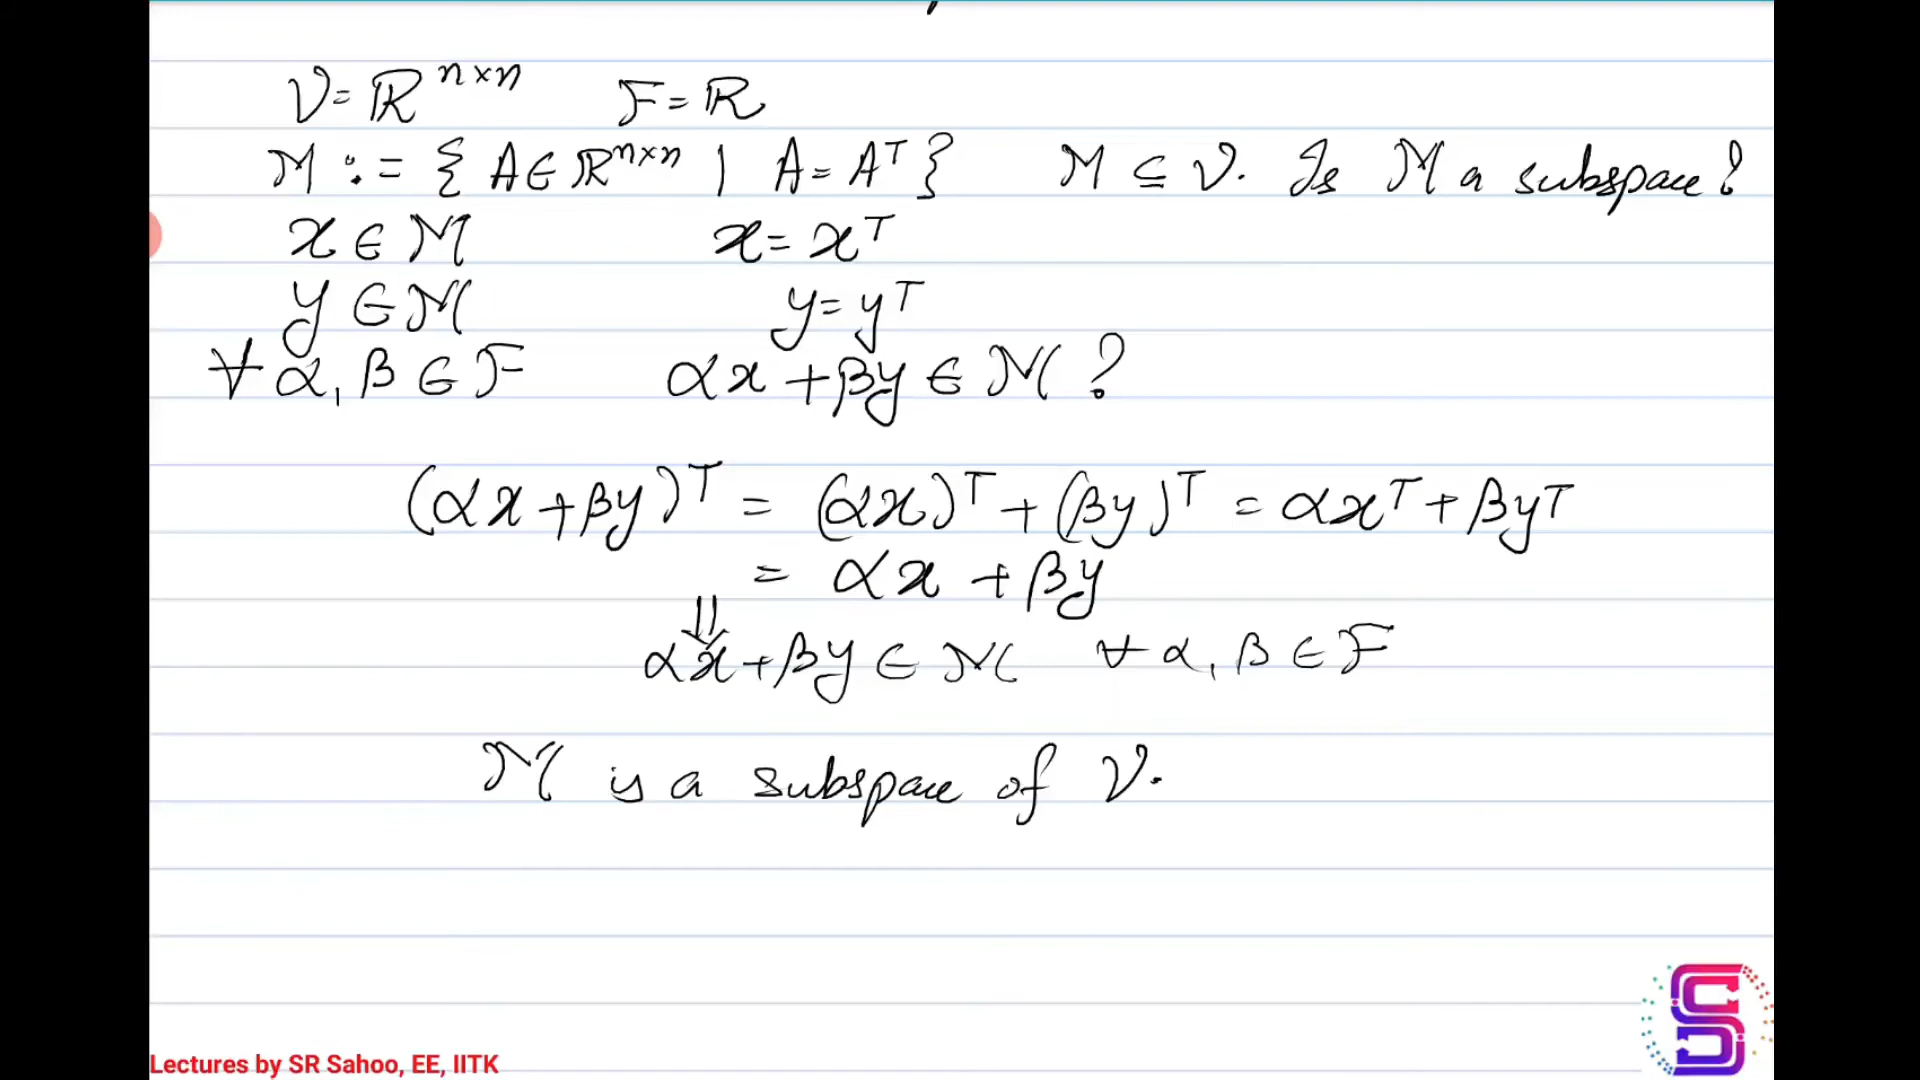 V = ℝ^{n×n}   F = ℝ
M := { A ∈ ℝ^{n×n} | A = A^T }   M ⊆ V. Is M a subspace?
x ∈ M   x = x^T
y ∈ M   y = y^T
∀ α, β ∈ F   αx + βy ∈ M ?
(αx + βy)^T = (αx)^T + (βy)^T = αx^T + βy^T
= αx + βy
⇓
αx + βy ∈ M   ∀ α, β ∈ F
M is a subspace of V.
Lectures by SR Sahoo, EE, IITK